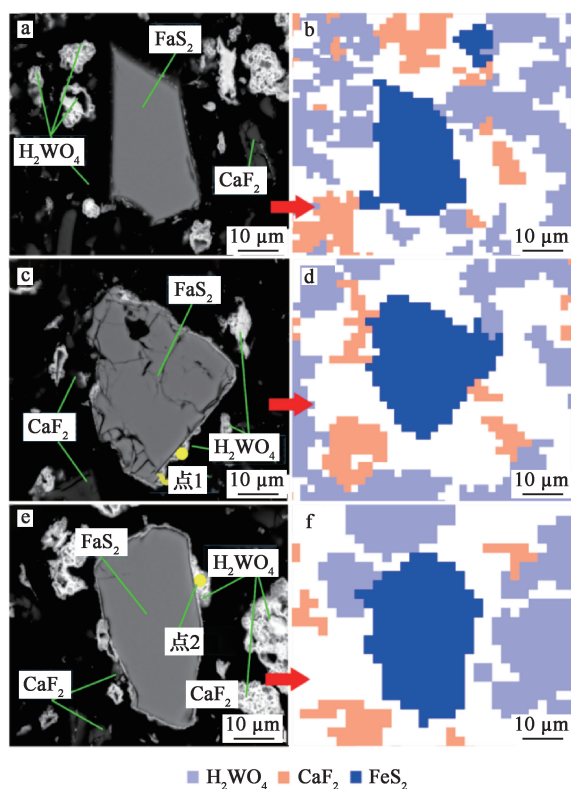 a
FaS₂
H₂WO₄
CaF₂
10 μm
b
10 μm
c
FaS₂
CaF₂
H₂WO₄
点1
10 μm
d
10 μm
e
FaS₂
H₂WO₄
点2
CaF₂
CaF₂
10 μm
f
10 μm
H₂WO₄ CaF₂ FeS₂